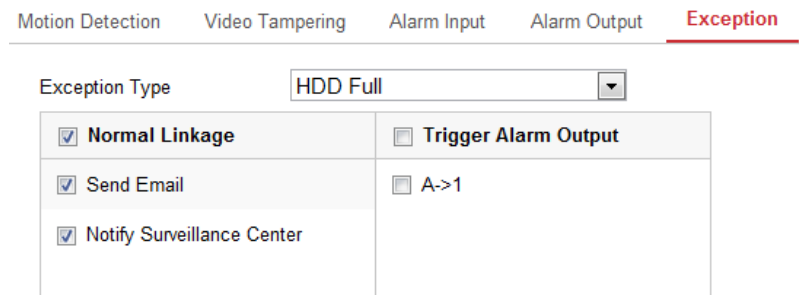 Motion Detection Video Tampering Alarm Input Alarm Output Exception
Exception Type HDD Full
Normal Linkage Trigger Alarm Output
Send Email A->1
Notify Surveillance Center